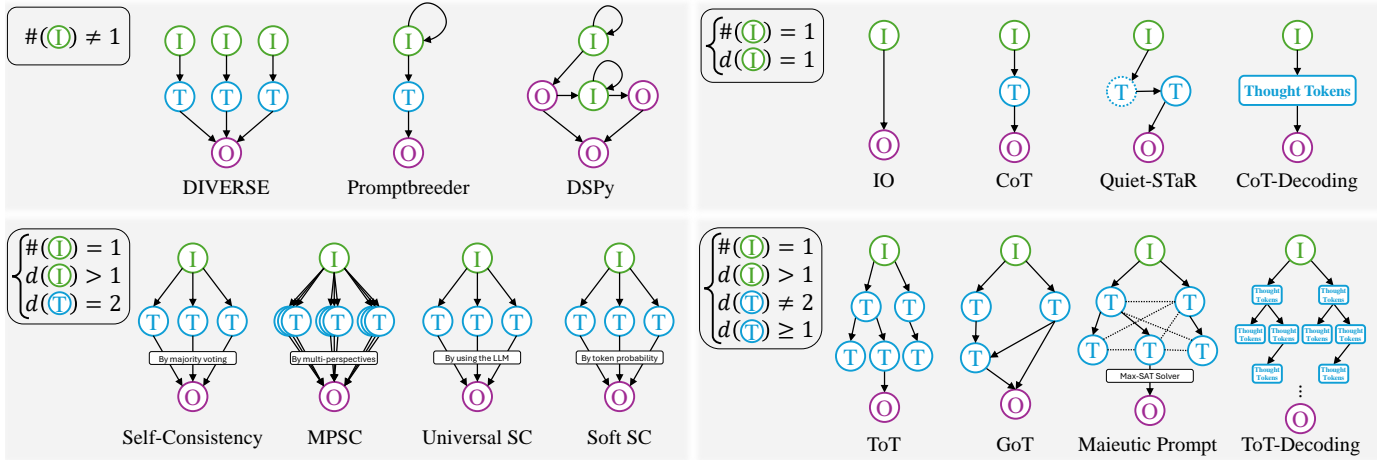 #(I) ≠ 1
I I I
T T T
O
DIVERSE
I
T
O
Promptbreeder
I
O I O
O
DSPy
#(I) = 1
d(I) = 1
I
O
IO
I
T
O
CoT
I
T T
O
Quiet-STaR
I
Thought Tokens
O
CoT-Decoding
#(I) = 1
d(I) > 1
d(T) = 2
I
T T T
By majority voting
O
Self-Consistency
I
T T T
By multi-perspectives
O
MPSC
I
T T T
By using the LLM
O
Universal SC
I
T T T
By token probability
O
Soft SC
#(I) = 1
d(I) > 1
d(T) ≠ 2
d(T) ≥ 1
I
T T
T T T
O
ToT
I
T T
T
O
GoT
I
T T
T T T
Max-SAT Solver
O
Maieutic Prompt
I
Thought Tokens Thought Tokens
Thought Tokens Thought Tokens Thought Tokens Thought Tokens
Thought Tokens Thought Tokens
⋮
O
ToT-Decoding